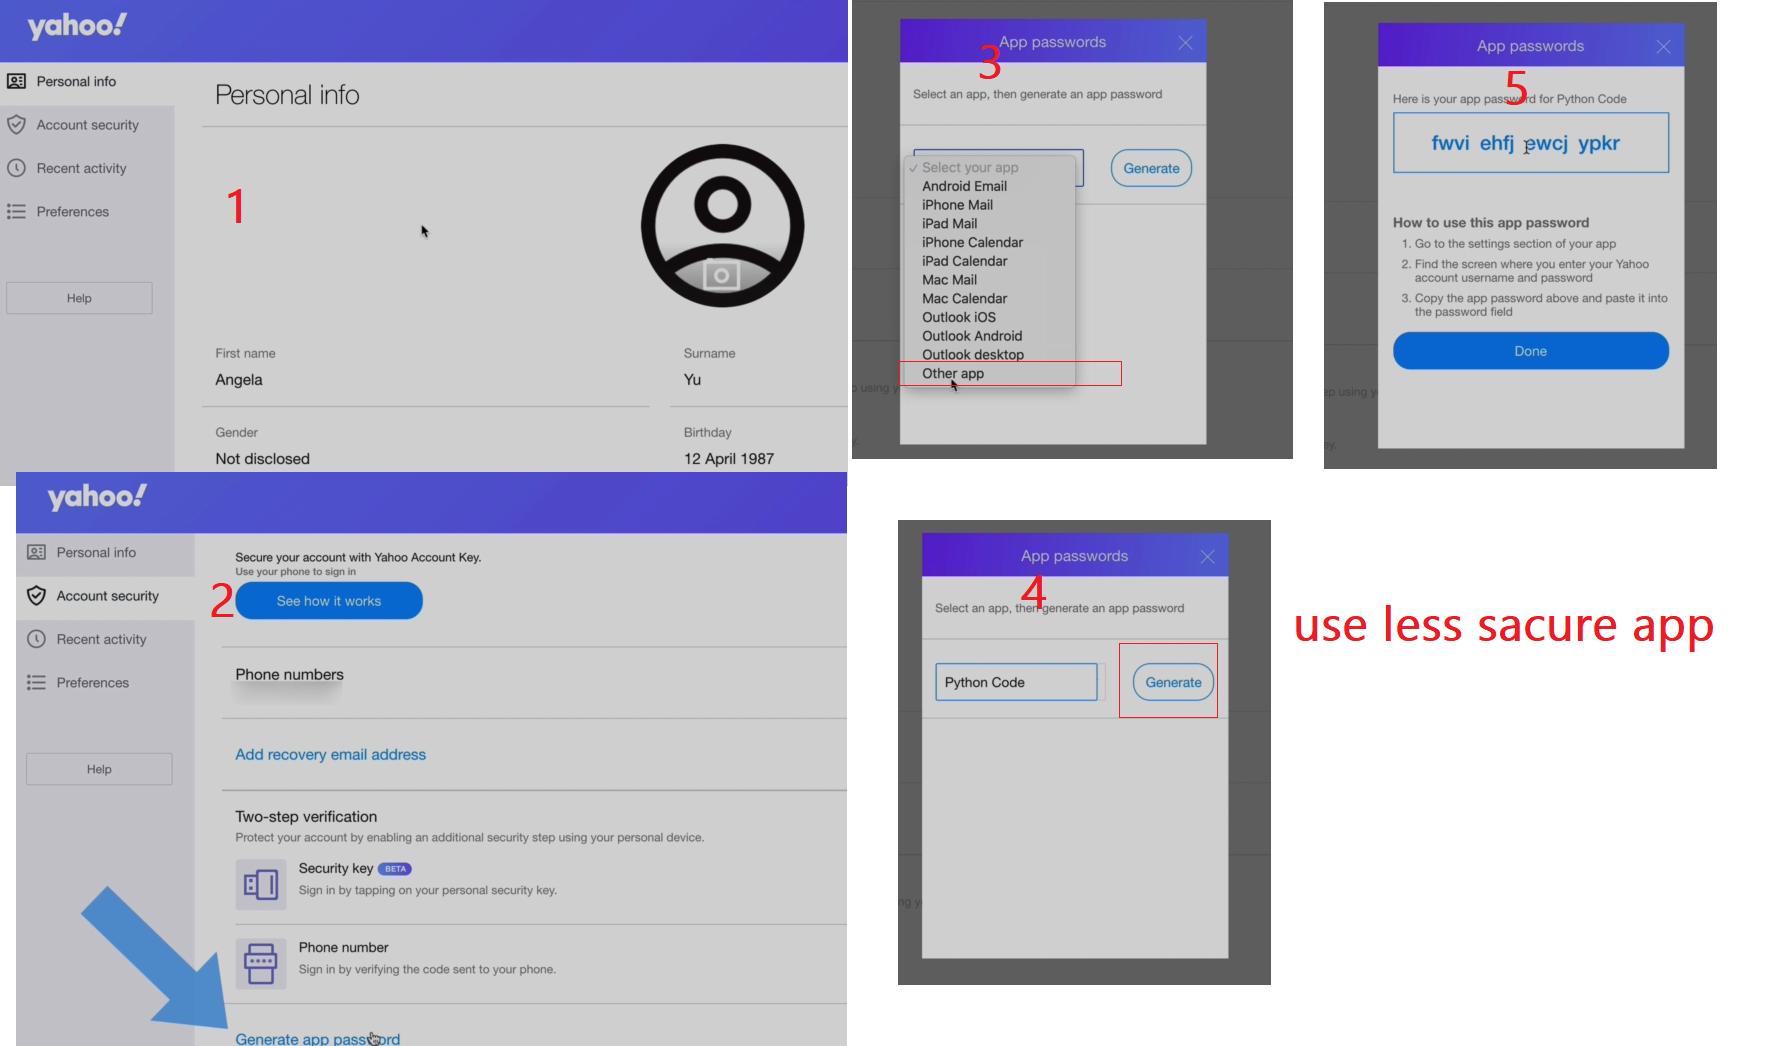 yahoo!
Personal info
Account security
Recent activity
Preferences
Help
Personal info
1
First name
Angela
Surname
Yu
Gender
Not disclosed
Birthday
12 April 1987
yahoo!
Personal info
Account security
Recent activity
Preferences
Help
Secure your account with Yahoo Account Key.
Use your phone to sign in
2
See how it works
Phone numbers
Add recovery email address
Two-step verification
Protect your account by enabling an additional security step using your personal device.
Security key BETA
Sign in by tapping on your personal security key.
Phone number
Sign in by verifying the code sent to your phone.
Generate app password
App passwords
3
Select an app, then generate an app password
✓ Select your app
Android Email
iPhone Mail
iPad Mail
iPhone Calendar
iPad Calendar
Mac Mail
Mac Calendar
Outlook iOS
Outlook Android
Outlook desktop
Other app
Generate
using y
App passwords
4
Select an app, then generate an app password
Python Code
Generate
App passwords
5
Here is your app password for Python Code
fwvi ehfj ewcj ypkr
How to use this app password
1. Go to the settings section of your app
2. Find the screen where you enter your Yahoo
account username and password
3. Copy the app password above and paste it into
the password field
Done
ep using y
use less sacure app